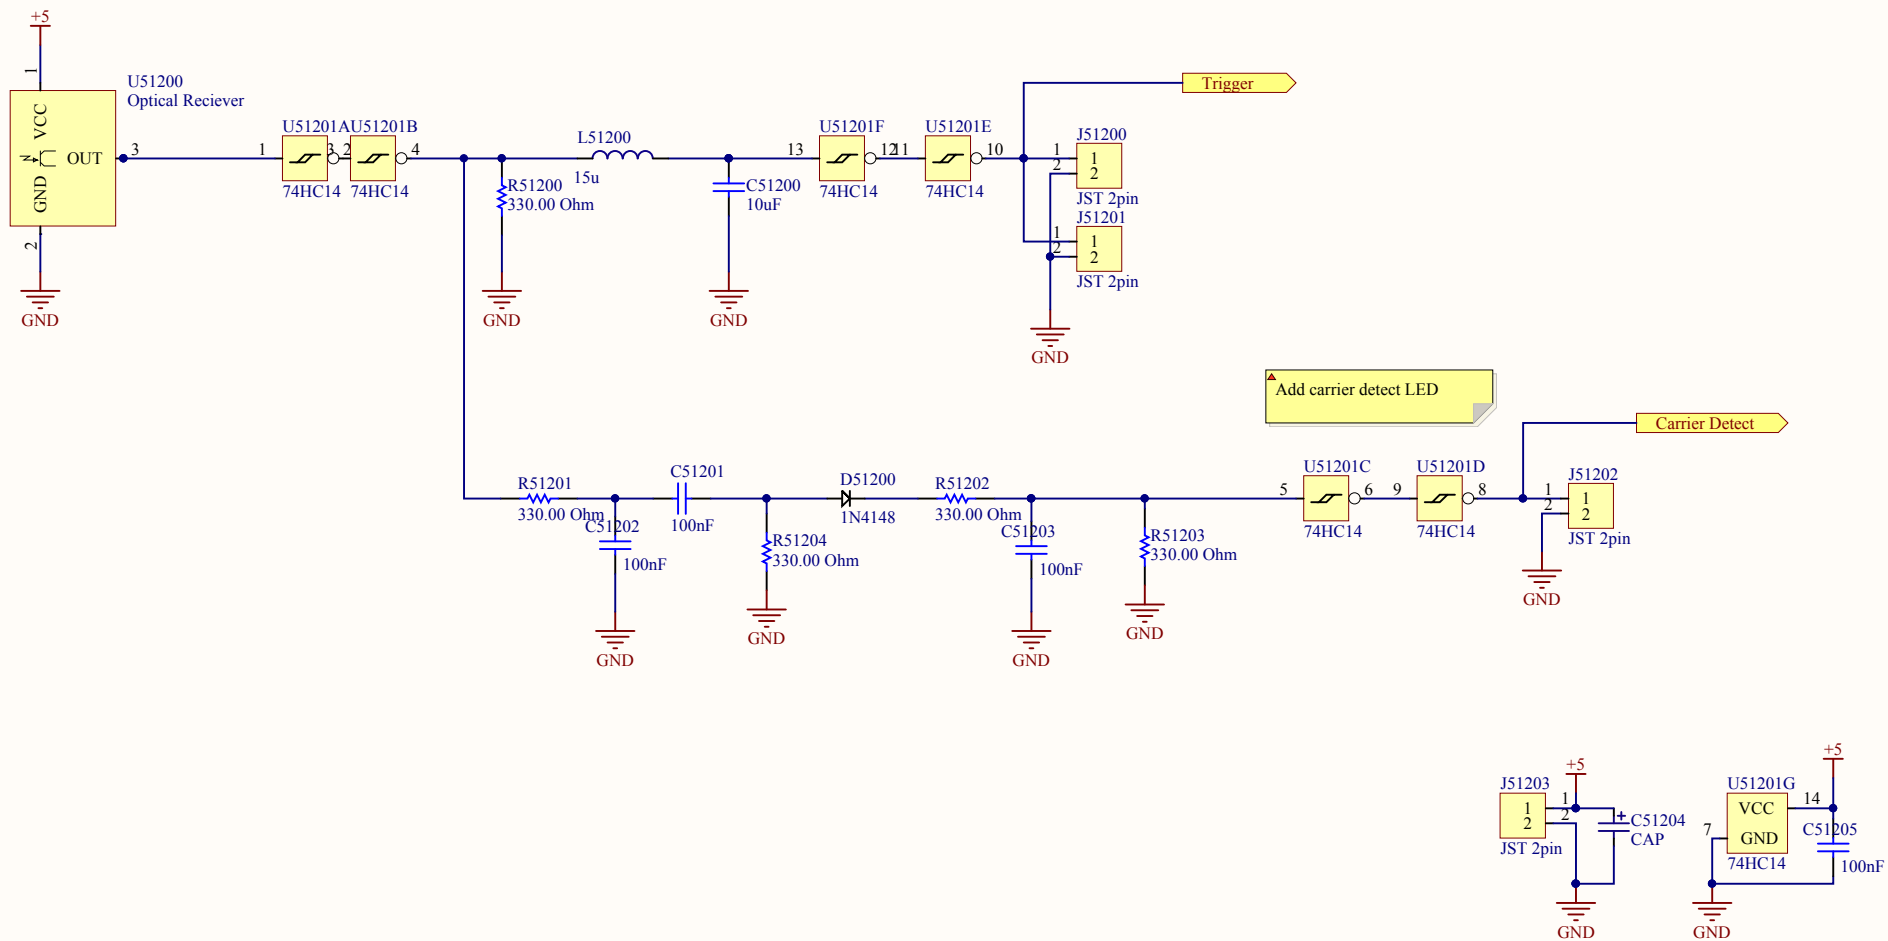 +5
1
U51200
Optical Reciever
VCC
OUT
GND
3
2
GND
1
U51201A
3
74HC14
2
U51201B
4
74HC14
R51200
330.00 Ohm
GND
L51200
15u
C51200
10uF
GND
13
U51201F
12
74HC14
11
U51201E
10
74HC14
Trigger
J51200
1
2
1
2
JST 2pin
J51201
1
2
1
2
JST 2pin
GND
Add carrier detect LED
Carrier Detect
R51201
330.00 Ohm
C51202
100nF
GND
C51201
100nF
R51204
330.00 Ohm
GND
D51200
1N4148
R51202
330.00 Ohm
C51203
100nF
GND
R51203
330.00 Ohm
GND
5
U51201C
6
74HC14
9
U51201D
8
74HC14
J51202
1
2
1
2
JST 2pin
GND
J51203
1
2
1
2
JST 2pin
+5
C51204
CAP
GND
U51201G
VCC
GND
14
7
74HC14
+5
C51205
100nF
GND